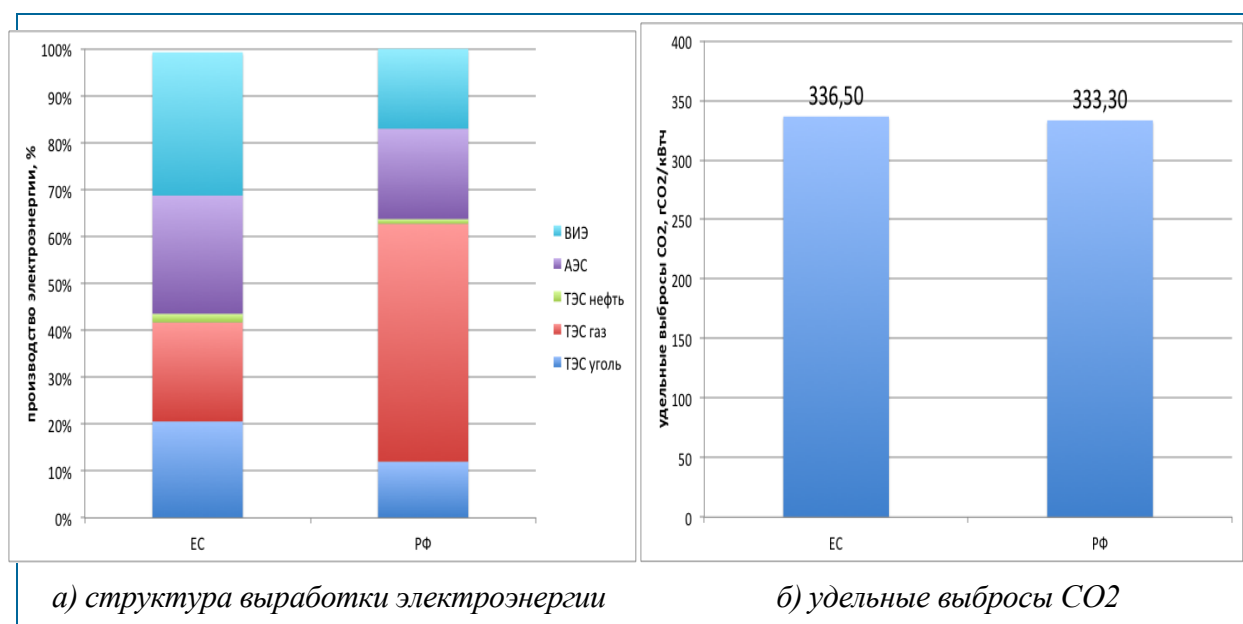 производство электроэнергии, %
100%
90%
80%
70%
60%
50%
40%
30%
20%
10%
0%
ЕС
РФ
ВИЭ
АЭС
ТЭС нефть
ТЭС газ
ТЭС уголь
удельные выбросы CO2, гCO2/кВтч
400
350
300
250
200
150
100
50
0
336,50
333,30
ЕС
РФ
а) структура выработки электроэнергии
б) удельные выбросы СО2